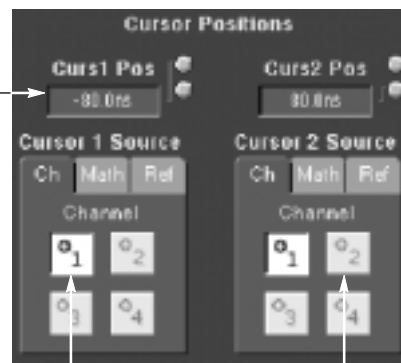 Cursor Positions
Curs1 Pos Curs2 Pos
-80.0ns 80.0ns
Cursor 1 Source Cursor 2 Source
Ch Math Ref Ch Math Ref
Channel Channel
1 2 1 2
3 4 3 4